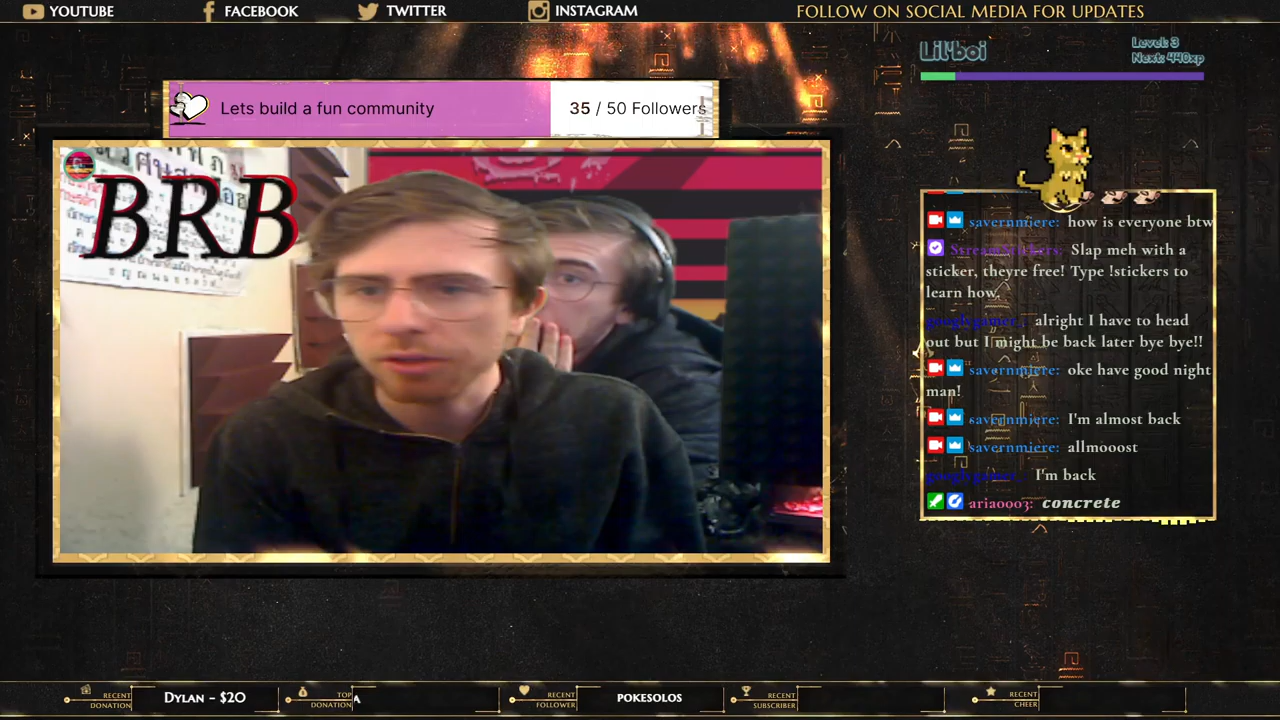 YOUTUBE FACEBOOK TWITTER INSTAGRAM FOLLOW ON SOCIAL MEDIA FOR UPDATES
Lil'boi
Level: 3
Next: 440xp
Lets build a fun community 35 / 50 Followers
BRB
savernmiere: how is everyone btw
StreamStickers: Slap meh with a
sticker, theyre free! Type !stickers to
learn how.
alright I have to head
out but I might be back later bye bye!!
savernmiere: oke have good night
man!
savernmiere: I'm almost back
savernmiere: allmooost
I'm back
aria0003: concrete
RECENT DONATION
DYLAN - $20
TOP DONATION
RECENT FOLLOWER
POKESOLOS
RECENT SUBSCRIBER
RECENT CHEER